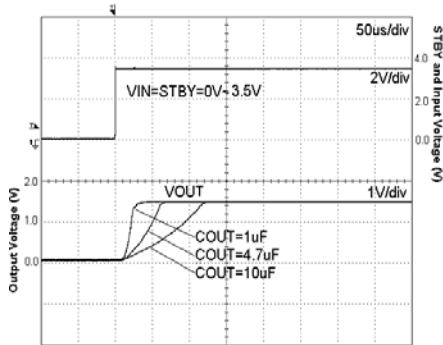 50us/div
2V/div
VIN=STBY=0V~3.5V
4.0
2.0
0.0
STBY and Input Voltage (V)
2.0
1.0
0.0
Output Voltage (V)
VOUT
1V/div
COUT=1uF
COUT=4.7uF
COUT=10uF